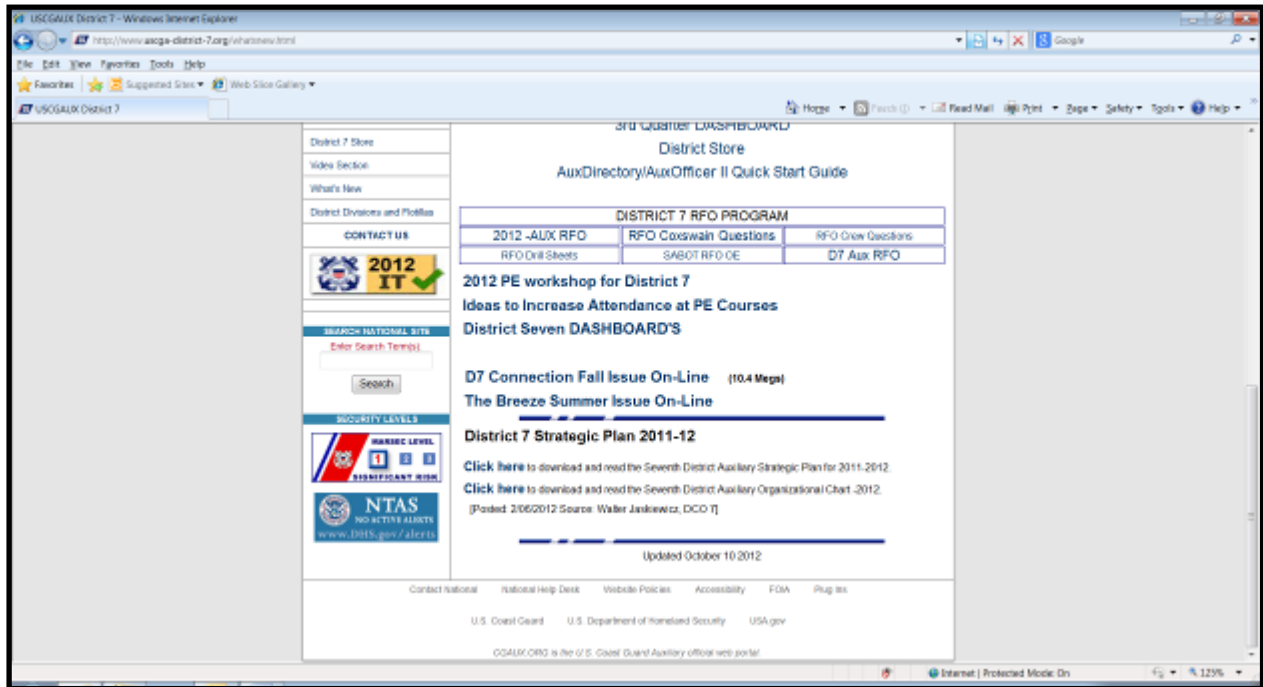 USCGAUX District 7 - Windows Internet Explorer
http://www.uscga-district-7.org/whatsnew.html
Google
File Edit View Favorites Tools Help
Favorites Suggested Sites Web Slice Gallery
USCGAUX District 7
Home Feeds (J) Read Mail Print Page Safety Tools Help
3rd Quarter DASHBOARD
District Store
AuxDirectory/AuxOfficer II Quick Start Guide
District 7 Store
Video Section
What's New
District Divisions and Flotillas
CONTACT US
2012
IT
SEARCH NATIONAL SITE
Enter Search Term(s)
Search
SECURITY LEVELS
MARSEC LEVEL
1 2 3
SIGNIFICANT RISK
NTAS
NO ACTIVE ALERTS
www.DHS.gov/alerts
DISTRICT 7 RFO PROGRAM
2012 -AUX RFO RFO Coxswain Questions RFO Crew Questions
RFO Drill Sheets SABOT RFO OE D7 Aux RFO
2012 PE workshop for District 7
Ideas to Increase Attendance at PE Courses
District Seven DASHBOARD'S
D7 Connection Fall Issue On-Line (10.4 Megs)
The Breeze Summer Issue On-Line
District 7 Strategic Plan 2011-12
Click here to download and read the Seventh District Auxiliary Strategic Plan for 2011-2012.
Click here to download and read the Seventh District Auxiliary Organizational Chart -2012.
[Posted: 2/06/2012 Source: Walter Jaskiewicz, DCO 7]
Updated October 10 2012
Contact National National Help Desk Website Policies Accessibility FOIA Plug Ins
U.S. Coast Guard U.S. Department of Homeland Security USA.gov
CGAUX.ORG is the U.S. Coast Guard Auxiliary official web portal
Internet | Protected Mode: On
125%